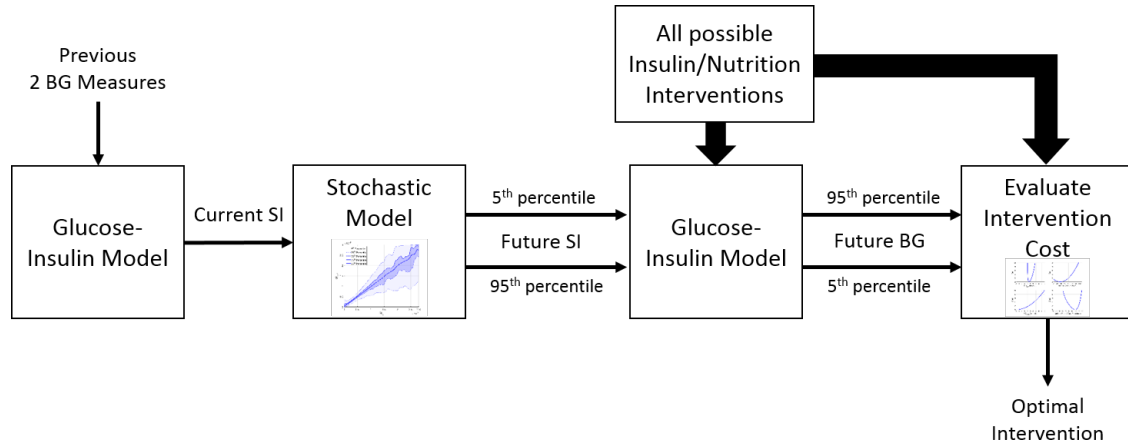 Previous
2 BG Measures
All possible
Insulin/Nutrition
Interventions
Glucose-
Insulin Model
Current SI
Stochastic
Model
5th percentile
Future SI
95th percentile
Glucose-
Insulin Model
95th percentile
Future BG
5th percentile
Evaluate
Intervention
Cost
Optimal
Intervention